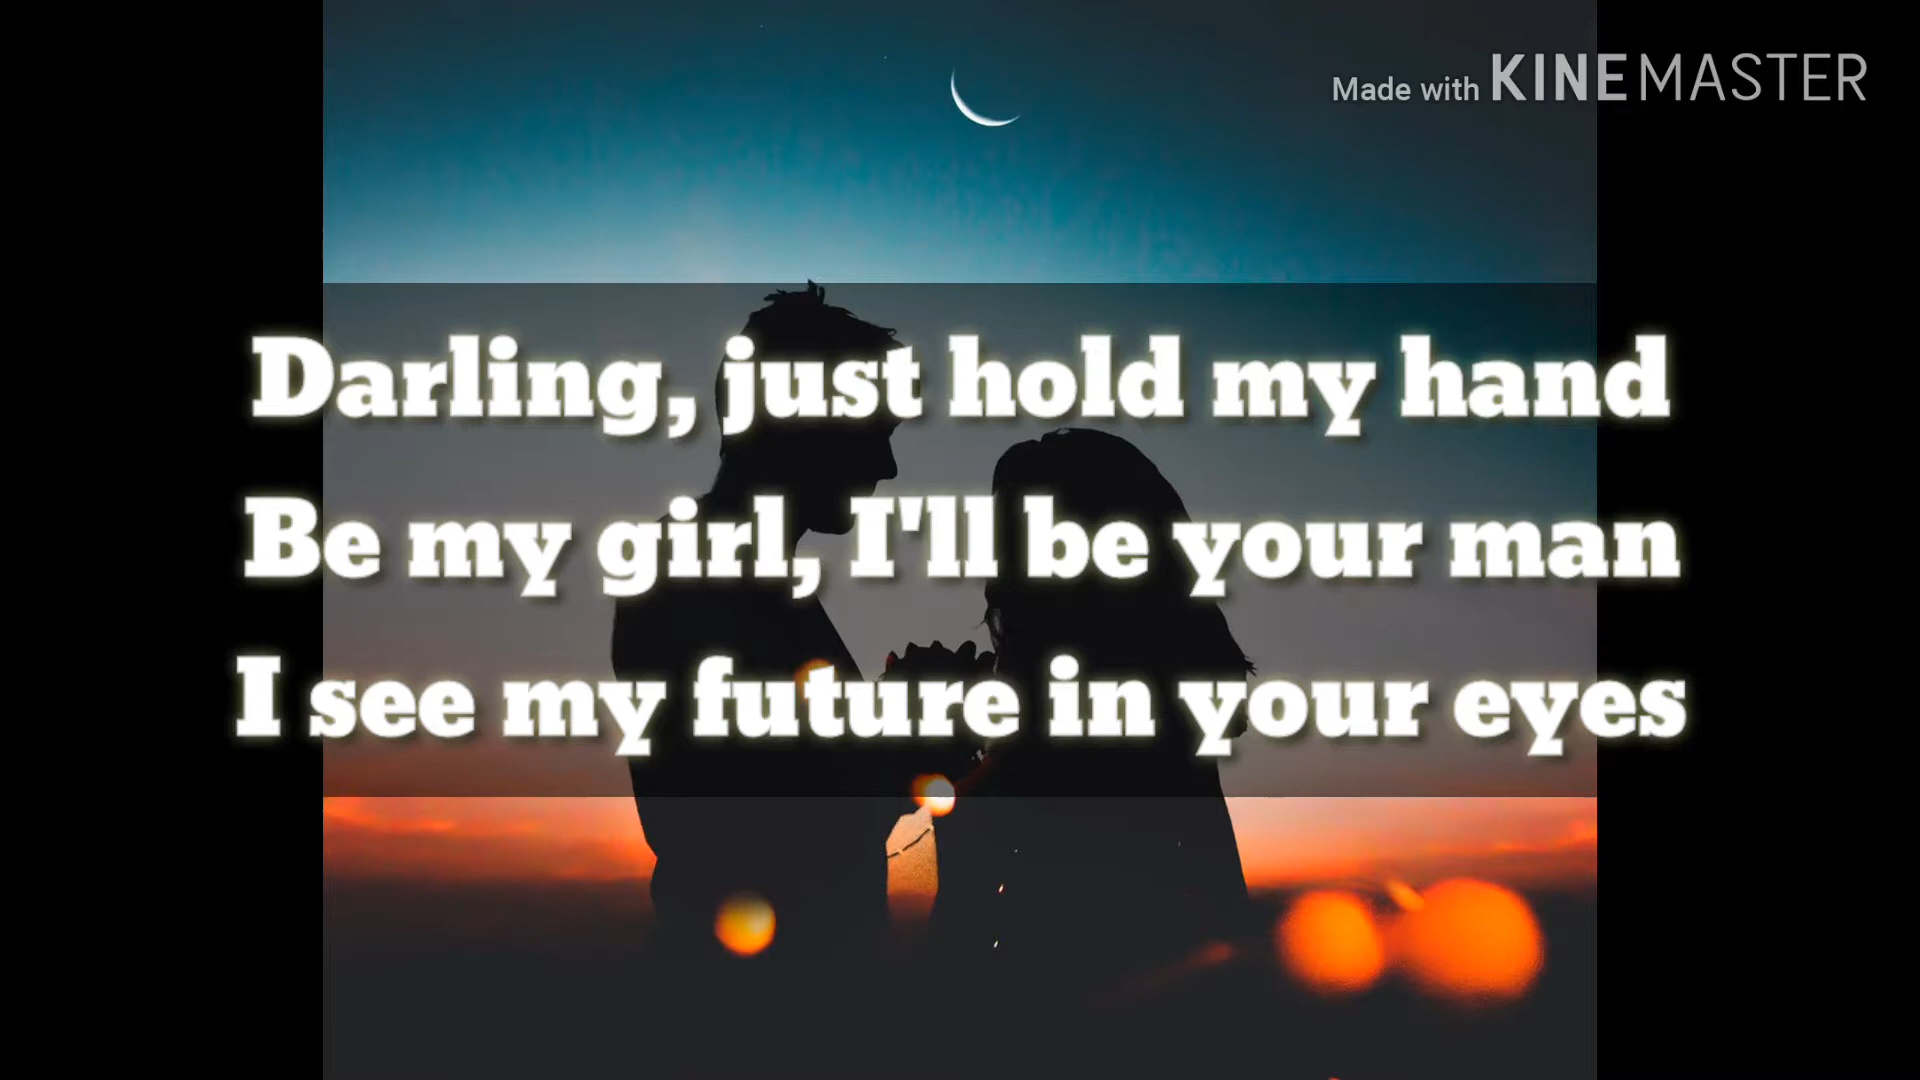 Made with KINEMASTER
Darling, just hold my hand
Be my girl, I'll be your man
I see my future in your eyes